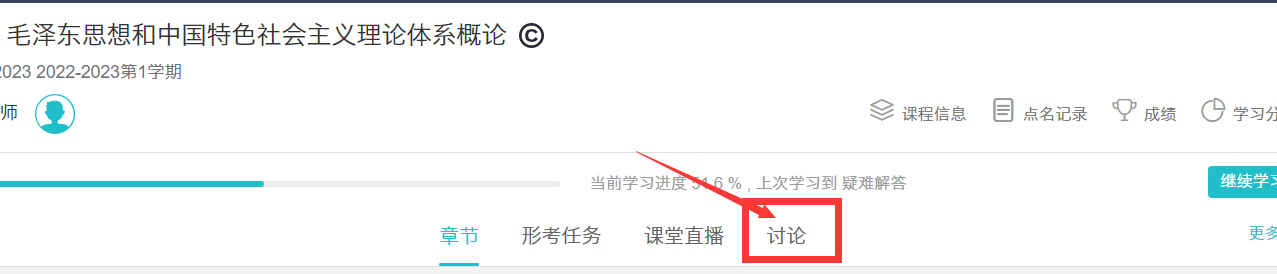 毛泽东思想和中国特色社会主义理论体系概论 ©
2023 2022-2023第1学期
师
课程信息 点名记录 成绩 学习分
当前学习进度 51.6 % , 上次学习到 疑难解答
继续学习
章节 形考任务 课堂直播 讨论
更多